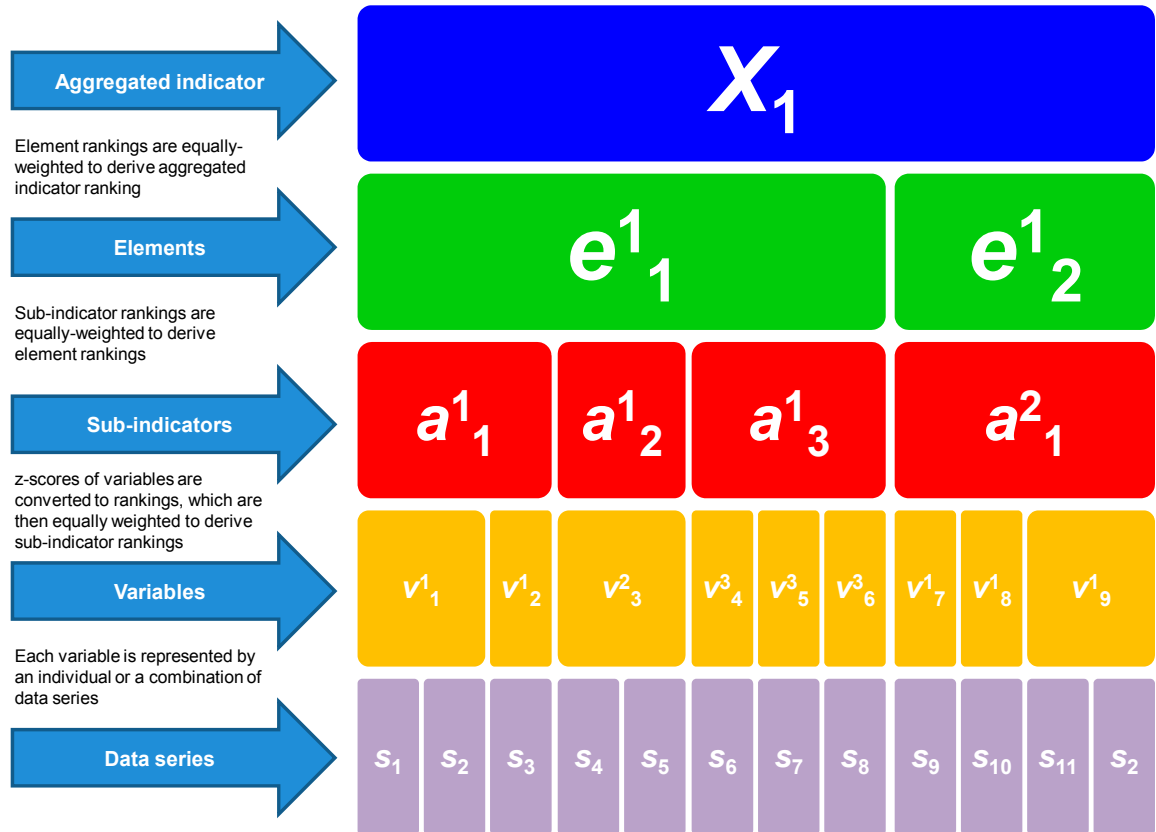 Aggregated indicator
X₁
Element rankings are equally-
weighted to derive aggregated
indicator ranking
Elements
e¹₁ e¹₂
Sub-indicator rankings are
equally-weighted to derive
element rankings
Sub-indicators
a¹₁ a¹₂ a¹₃ a²₁
z-scores of variables are
converted to rankings, which are
then equally weighted to derive
sub-indicator rankings
Variables
v¹₁ v¹₂ v²₃ v³₄ v³₅ v³₆ v¹₇ v¹₈ v¹₉
Each variable is represented by
an individual or a combination of
data series
Data series
s₁ s₂ s₃ s₄ s₅ s₆ s₇ s₈ s₉ s₁₀ s₁₁ s₂